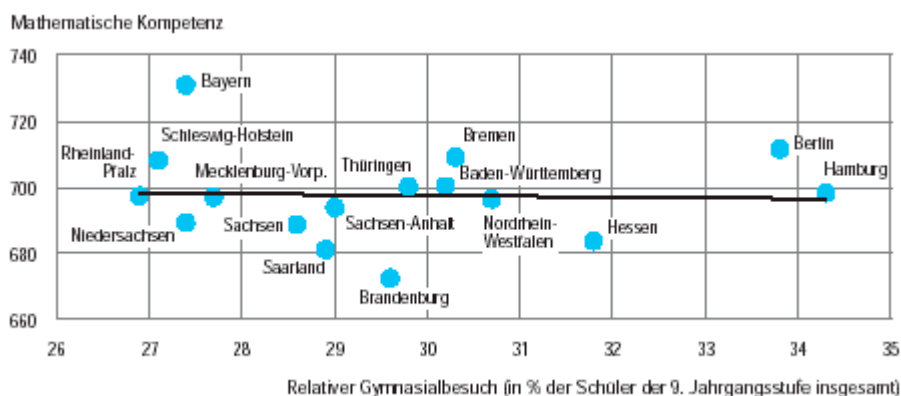 Mathematische Kompetenz
740
Bayern
720
Schleswig-Holstein
Bremen
Berlin
Rheinland-
Pfalz
Mecklenburg-Vorp.
Thüringen
Baden-Württemberg
Hamburg
700
Niedersachsen
Sachsen
Sachsen-Anhalt
Nordrhein-
Westfalen
Hessen
680
Saarland
Brandenburg
660
26 27 28 29 30 31 32 33 34 35
Relativer Gymnasialbesuch (in % der Schüler der 9. Jahrgangsstufe insgesamt)